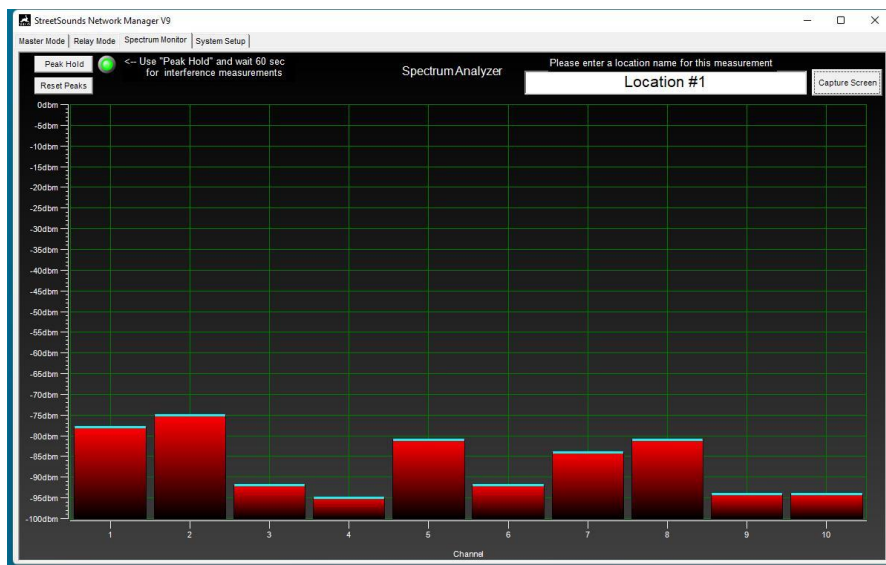 StreetSounds Network Manager V9
Master Mode Relay Mode Spectrum Monitor System Setup
Peak Hold
<-- Use "Peak Hold" and wait 60 sec
for interference measurements
Reset Peaks
Spectrum Analyzer
Please enter a location name for this measurement
Location #1
Capture Screen
0dbm
-5dbm
-10dbm
-15dbm
-20dbm
-25dbm
-30dbm
-35dbm
-40dbm
-45dbm
-50dbm
-55dbm
-60dbm
-65dbm
-70dbm
-75dbm
-80dbm
-85dbm
-90dbm
-95dbm
-100dbm
1 2 3 4 5 6 7 8 9 10
Channel